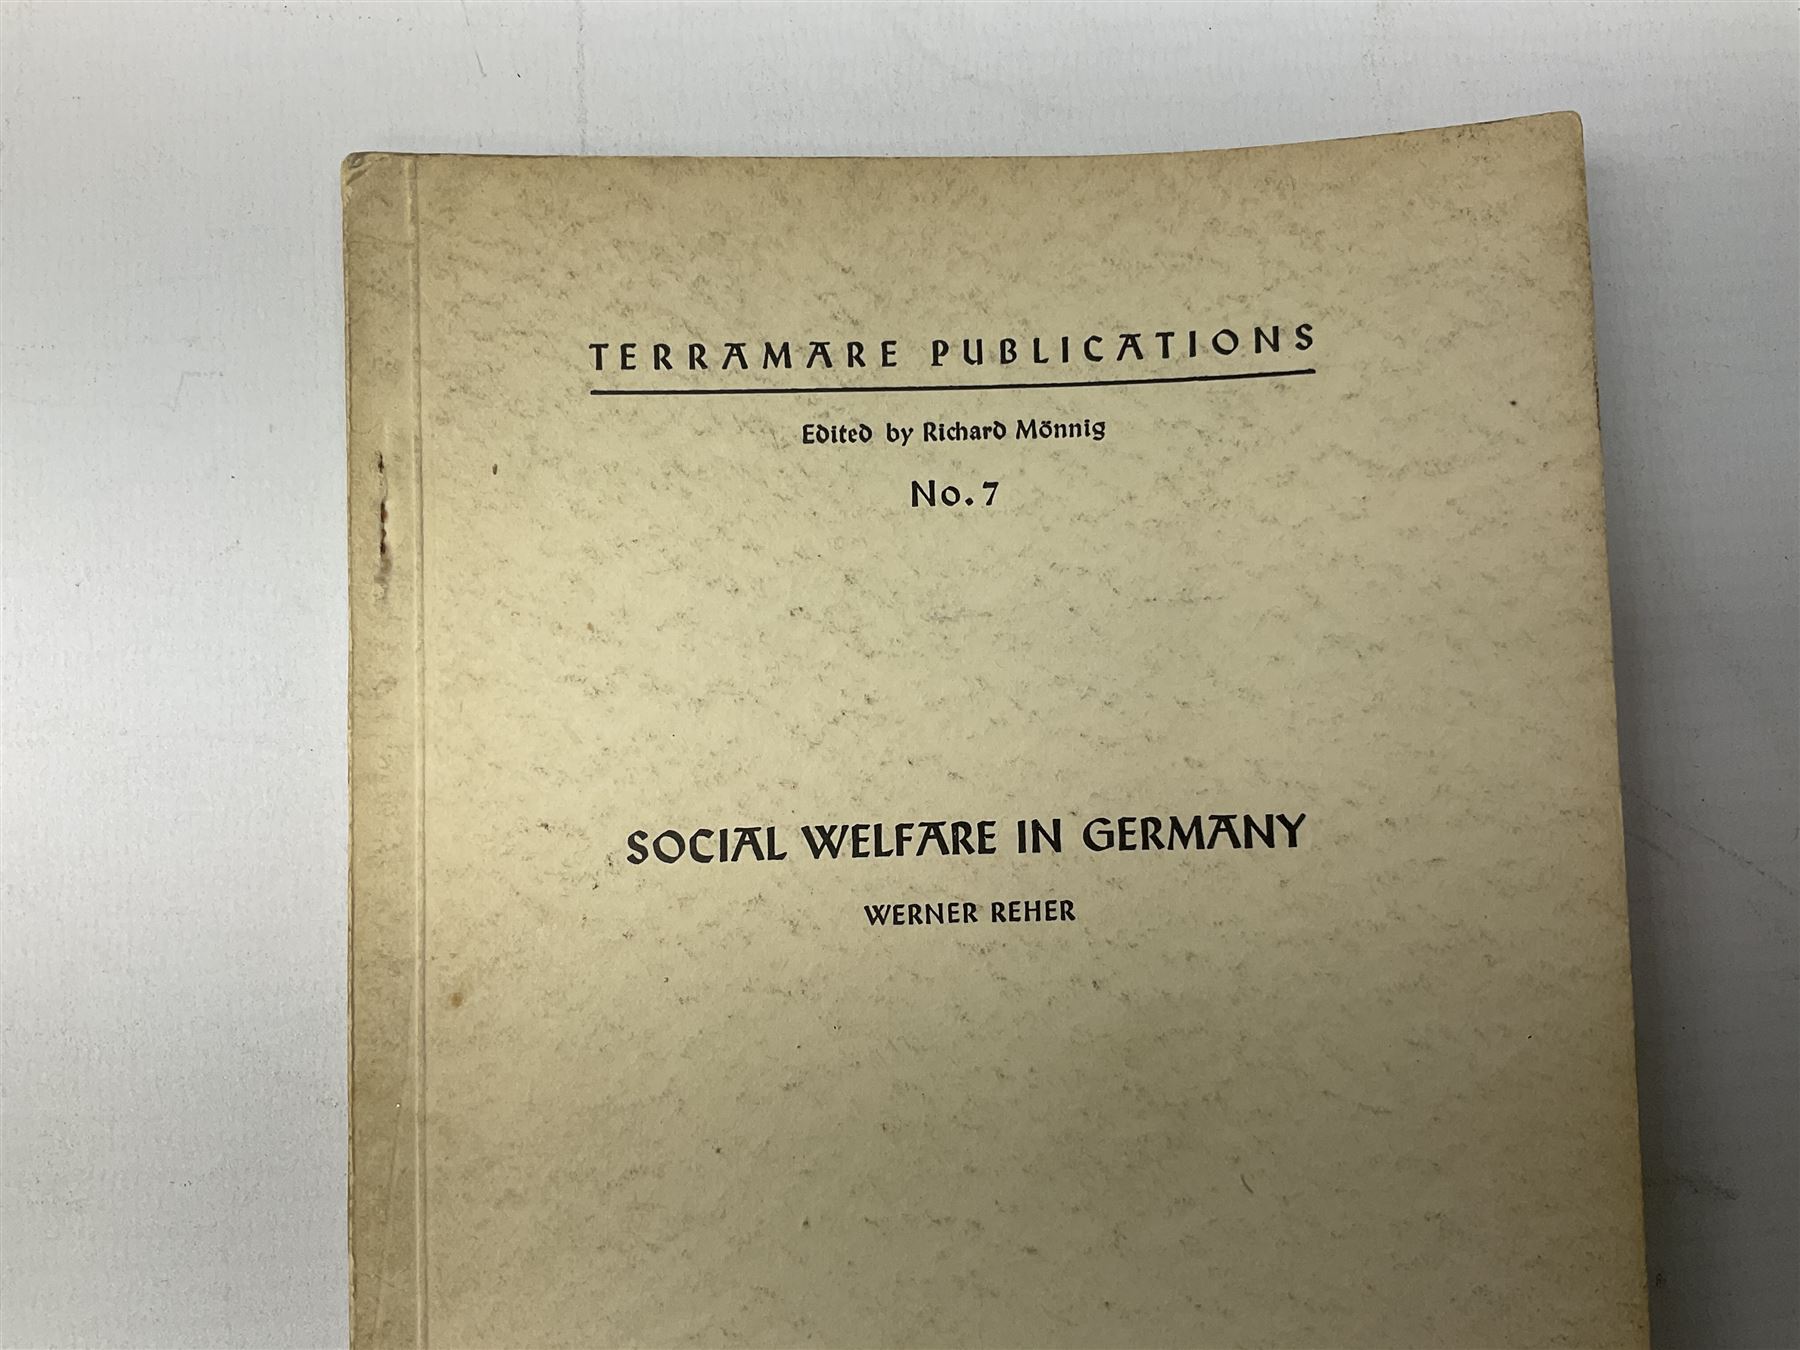 TERRAMARE PUBLICATIONS
Edited by Richard Mönnig
No. 7
SOCIAL WELFARE IN GERMANY
WERNER REHER